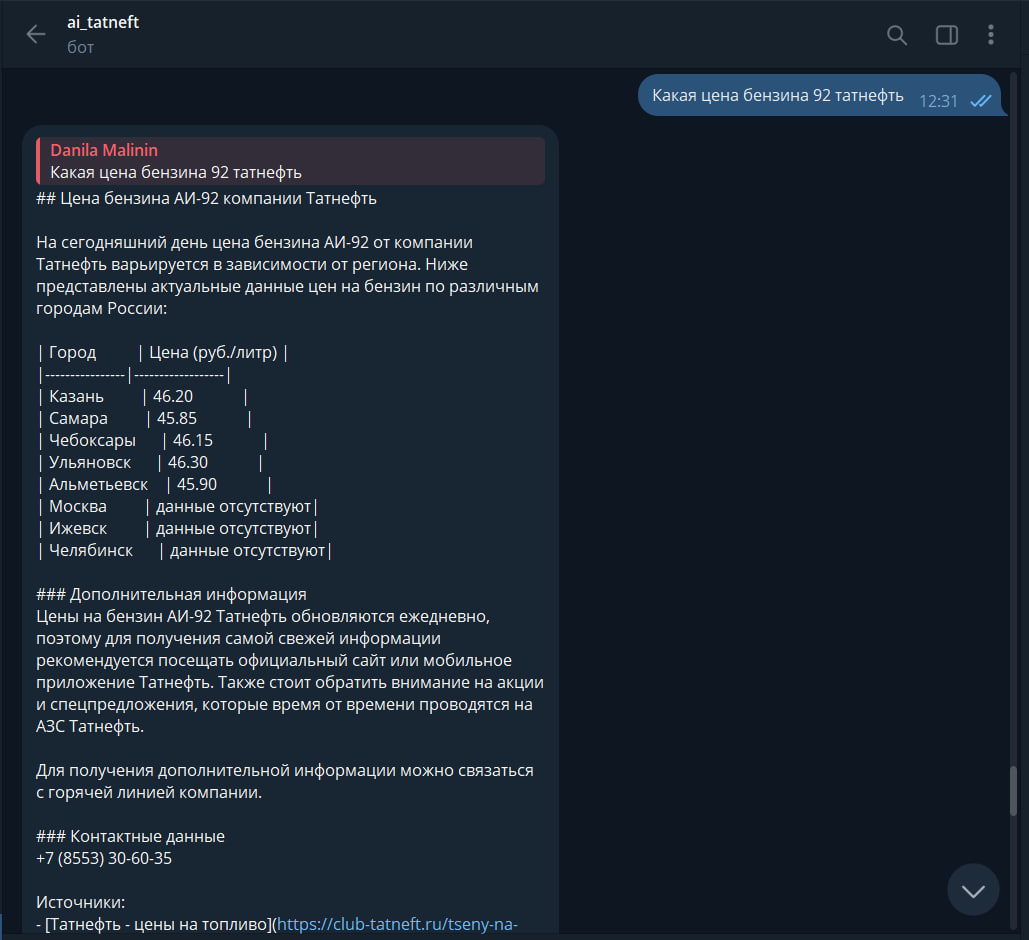 ai_tatneft
бот
Какая цена бензина 92 татнефть 12:31
Danila Malinin
Какая цена бензина 92 татнефть
## Цена бензина АИ-92 компании Татнефть
На сегодняшний день цена бензина АИ-92 от компании
Татнефть варьируется в зависимости от региона. Ниже
представлены актуальные данные цен на бензин по различным
городам России:
| Город | Цена (руб./литр) |
|----------------|------------------|
| Казань | 46.20 |
| Самара | 45.85 |
| Чебоксары | 46.15 |
| Ульяновск | 46.30 |
| Альметьевск | 45.90 |
| Москва | данные отсутствуют|
| Ижевск | данные отсутствуют|
| Челябинск | данные отсутствуют|
### Дополнительная информация
Цены на бензин АИ-92 Татнефть обновляются ежедневно,
поэтому для получения самой свежей информации
рекомендуется посещать официальный сайт или мобильное
приложение Татнефть. Также стоит обратить внимание на акции
и спецпредложения, которые время от времени проводятся на
АЗС Татнефть.
Для получения дополнительной информации можно связаться
с горячей линией компании.
### Контактные данные
+7 (8553) 30-60-35
Источники:
- [Татнефть - цены на топливо](https://club-tatneft.ru/tseny-na-